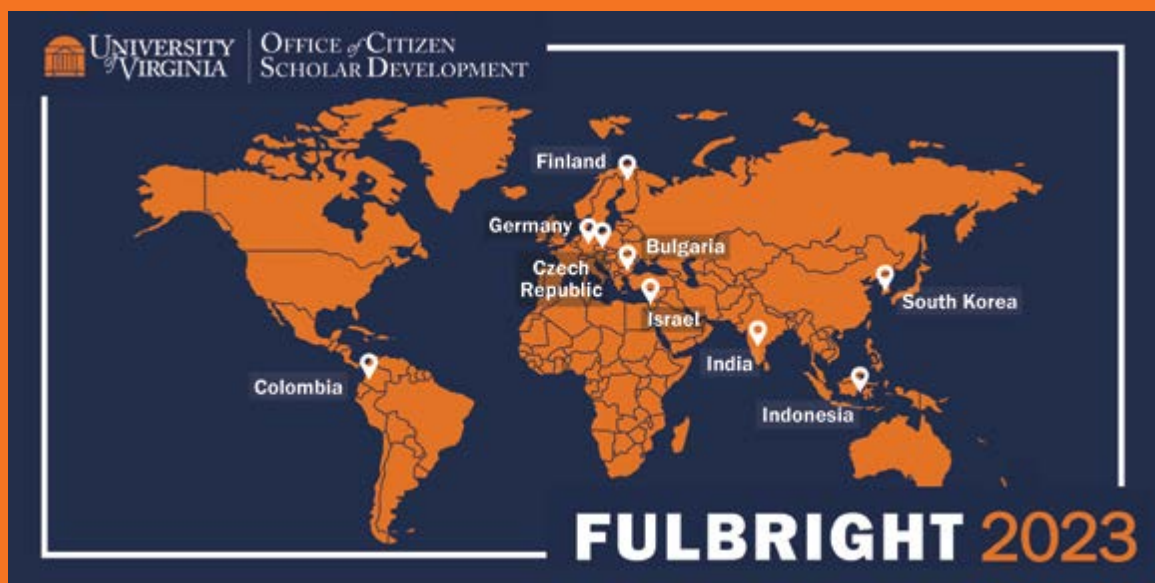 UNIVERSITY
of VIRGINIA
OFFICE of CITIZEN
SCHOLAR DEVELOPMENT
Finland
Germany
Bulgaria
Czech
Republic
South Korea
Israel
India
Colombia
Indonesia
FULBRIGHT 2023